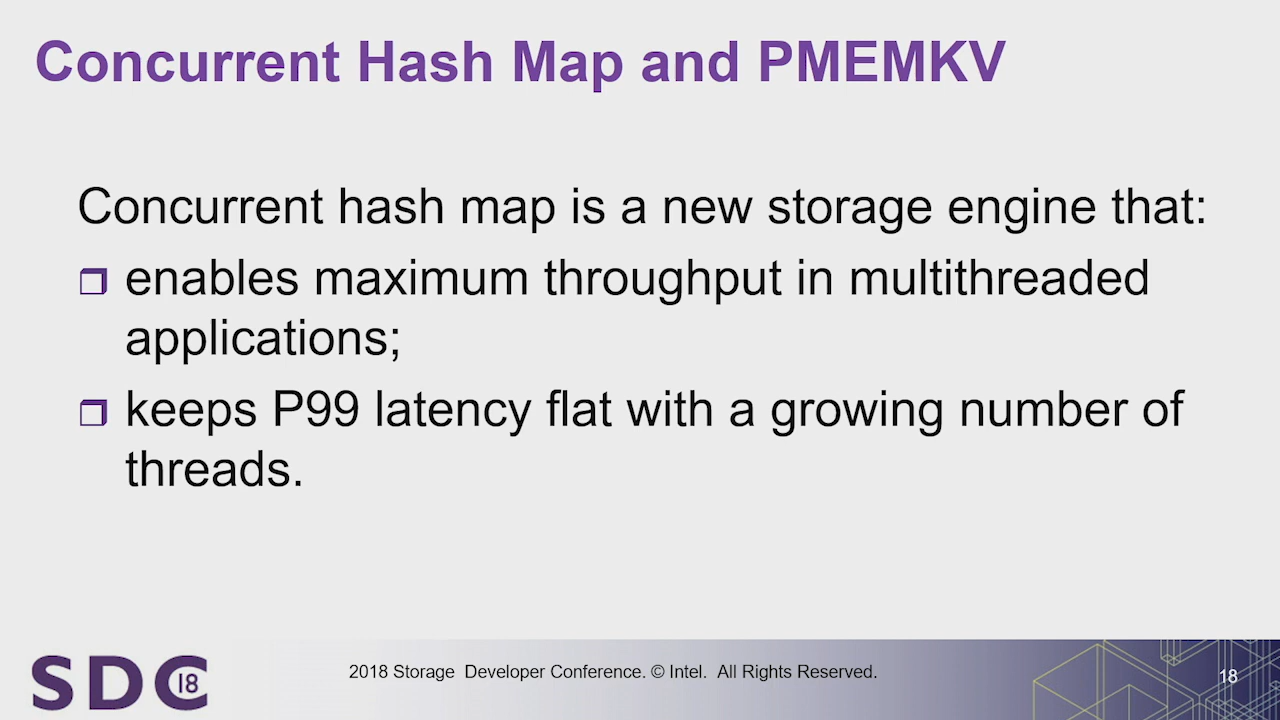 Concurrent Hash Map and PMEMKV
Concurrent hash map is a new storage engine that:
enables maximum throughput in multithreaded
applications;
keeps P99 latency flat with a growing number of
threads.
SDC 18
2018 Storage Developer Conference. © Intel. All Rights Reserved.
18